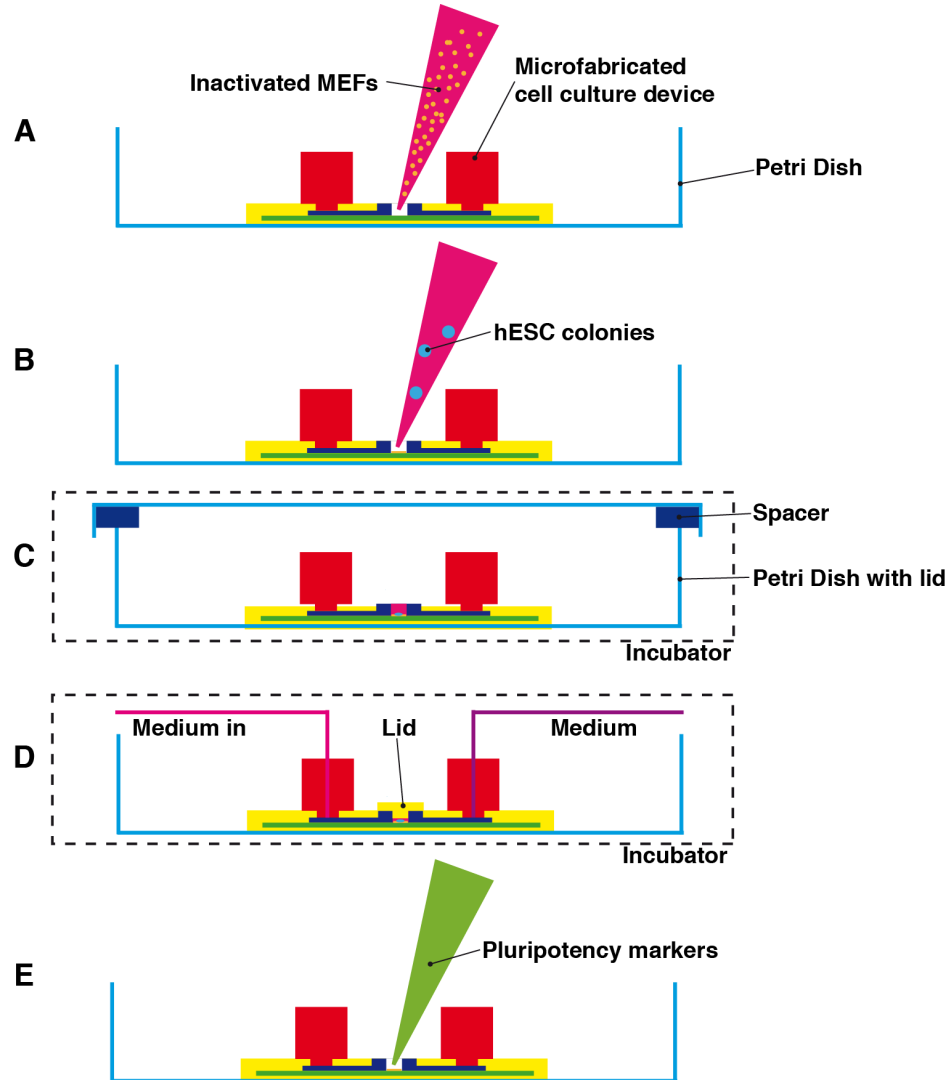 A
Inactivated MEFs
Microfabricated
cell culture device
Petri Dish
B
hESC colonies
C
Spacer
Petri Dish with lid
Incubator
D
Medium in
Lid
Medium
Incubator
E
Pluripotency markers